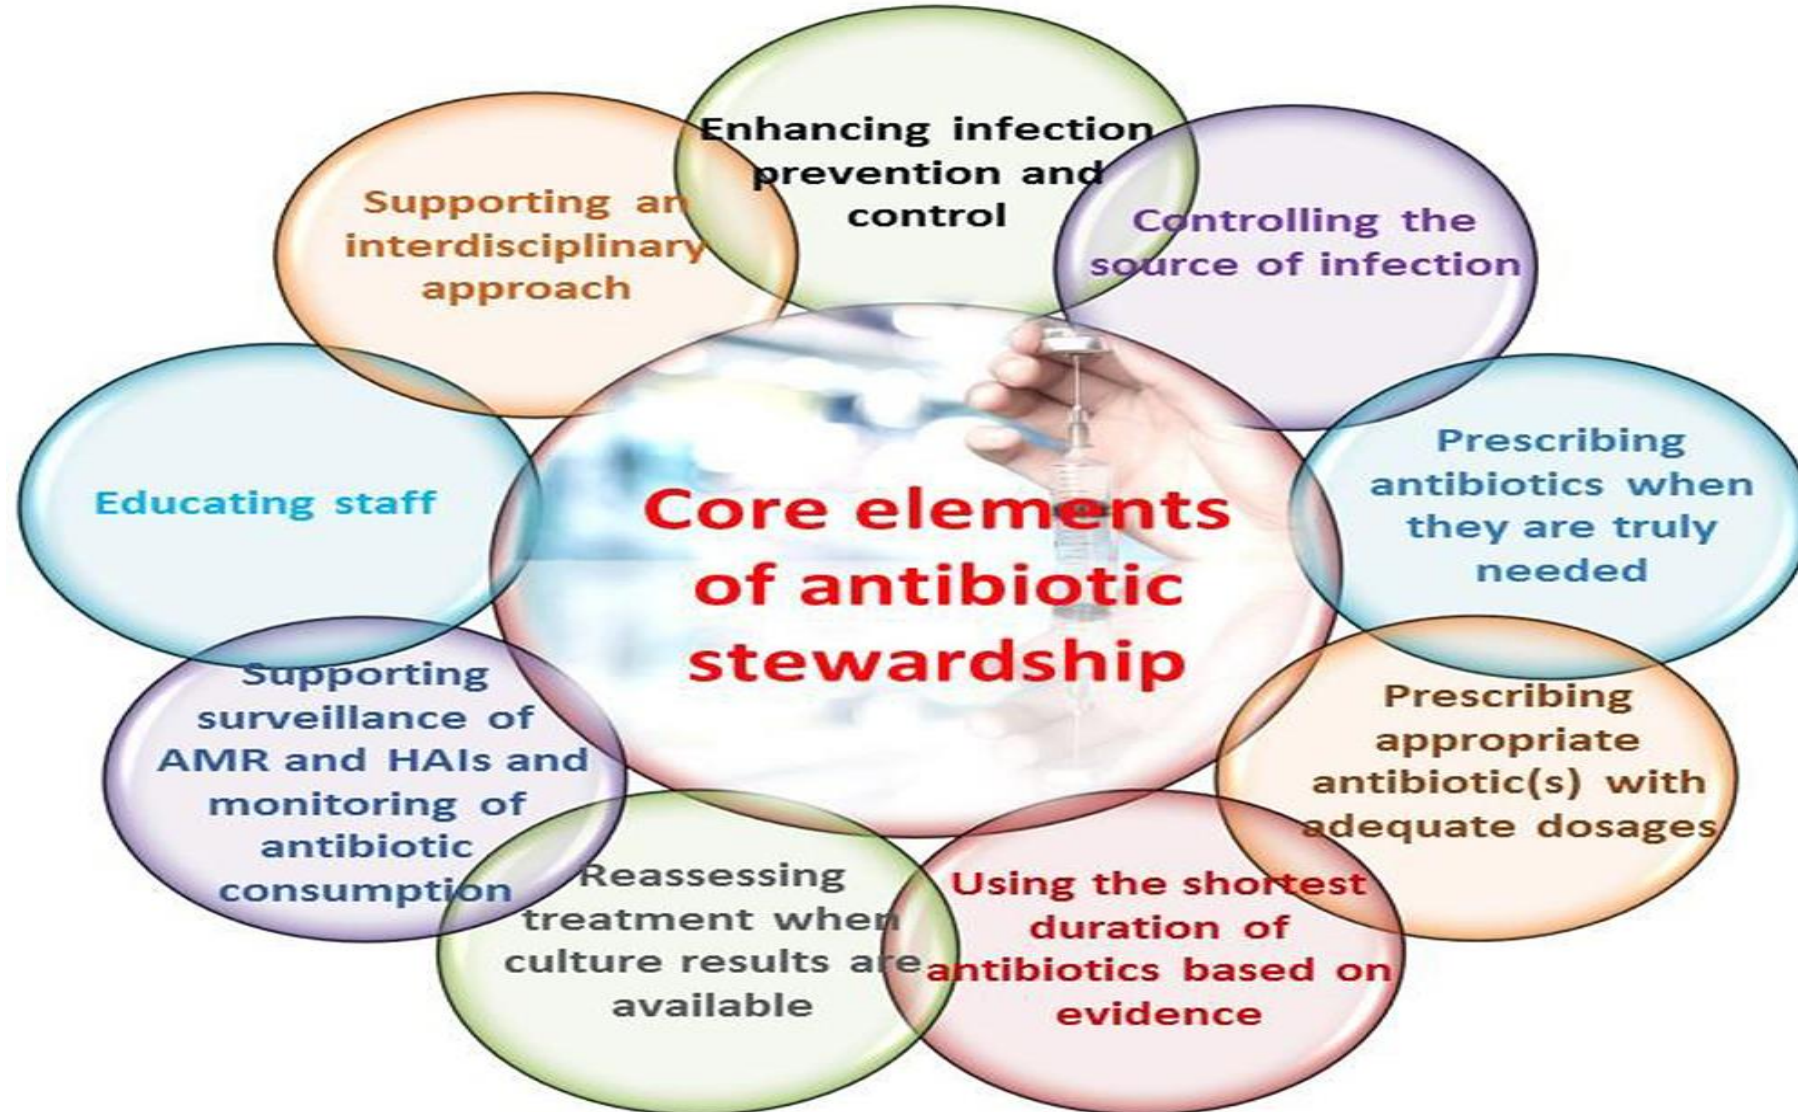 Enhancing infection
prevention and
control
Controlling the
source of infection
Prescribing
antibiotics when
they are truly
needed
Prescribing
appropriate
antibiotic(s) with
adequate dosages
Using the shortest
duration of
antibiotics based on
evidence
Reassessing
treatment when
culture results are
available
Supporting
surveillance of
AMR and HAIs and
monitoring of
antibiotic
consumption
Educating staff
Supporting an
interdisciplinary
approach
Core elements
of antibiotic
stewardship